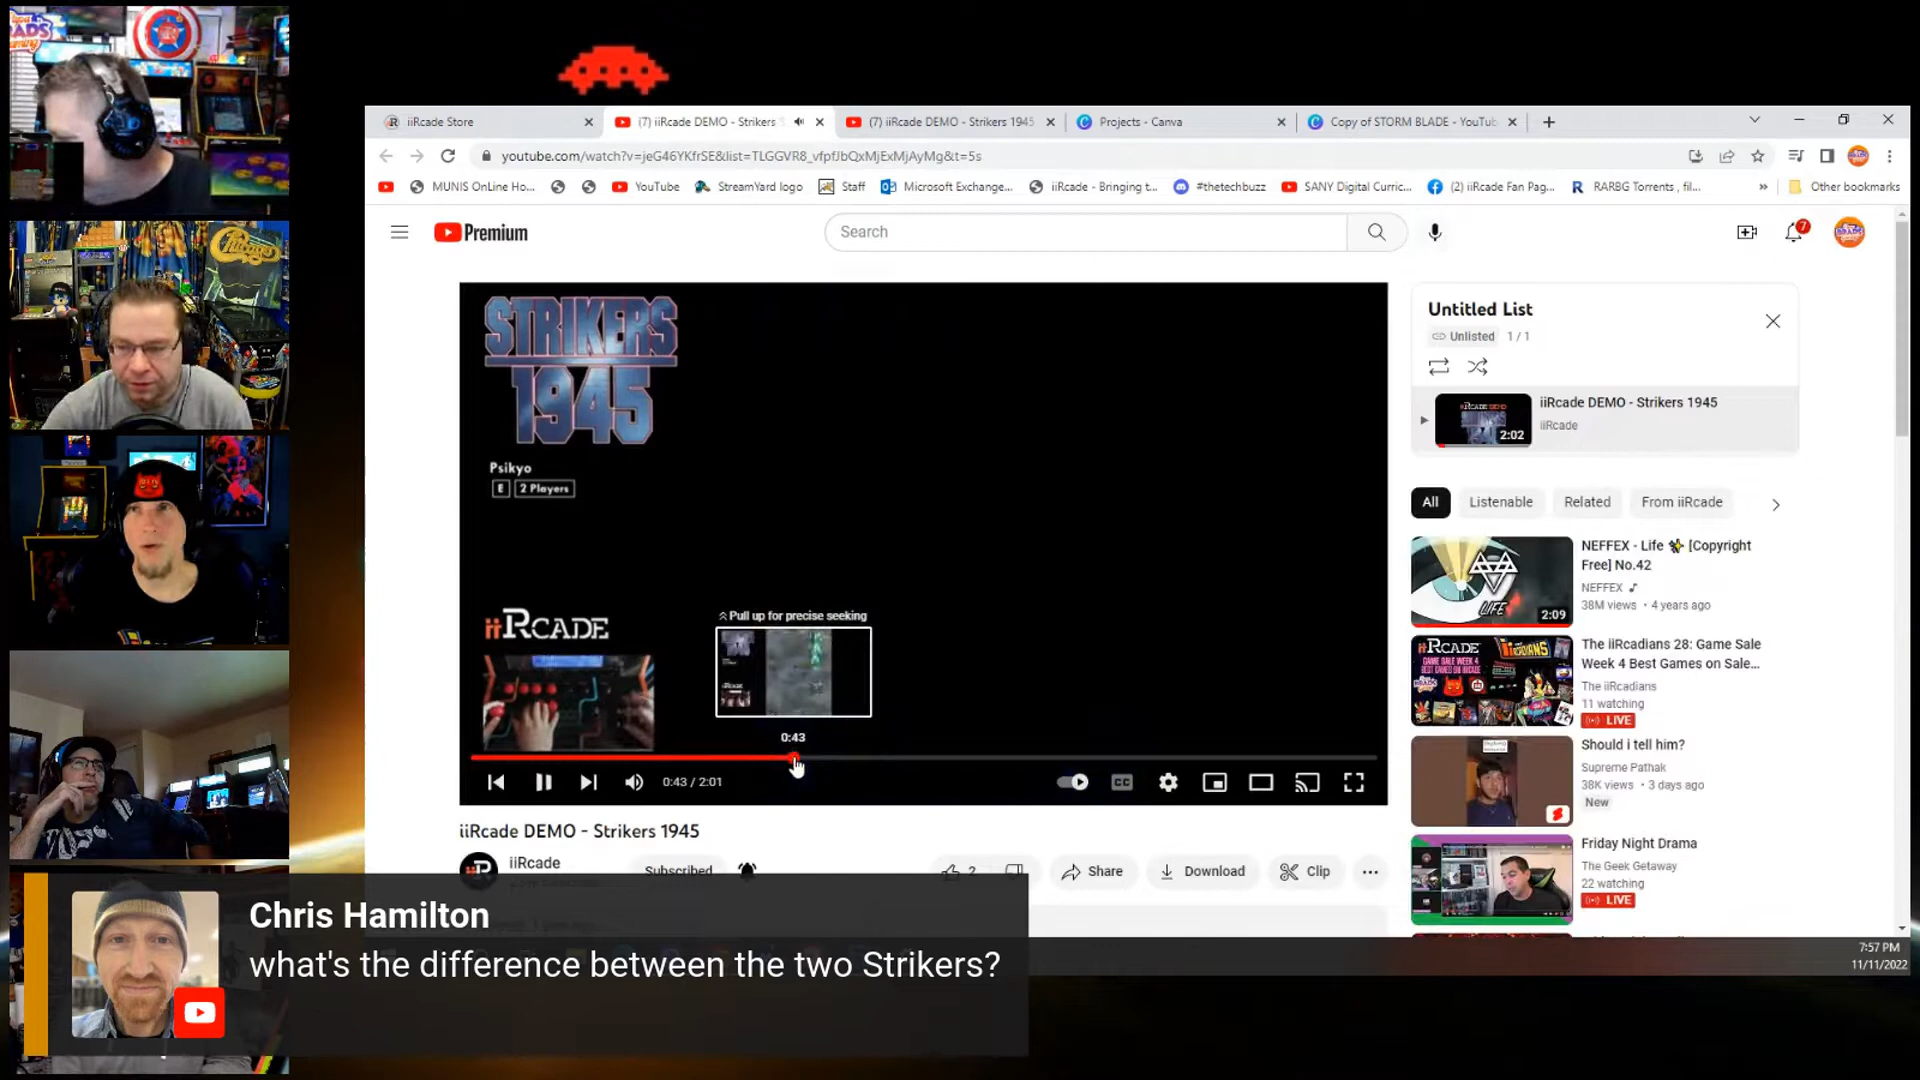 iiRcade Store
(7) iiRcade DEMO - Strikers
(7) iiRcade DEMO - Strikers 1945
Projects - Canva
Copy of STORM BLADE - YouTub
youtube.com/watch?v=jeG46YKfrSE&list=TLGGVR8_vfpfJbQxMjExMjAyMg&t=5s
MUNIS OnLine Ho...
YouTube
StreamYard logo
Staff
Microsoft Exchange...
iiRcade - Bringing t...
#thetechbuzz
SANY Digital Curric...
(2) iiRcade Fan Pag...
RARBG Torrents , fil...
»
Other bookmarks
Premium
Search
7
STRIKERS
1945
Psikyo
E 2 Players
iiRCADE
Pull up for precise seeking
0:43
0:43 / 2:01
CC
Untitled List
Unlisted 1 / 1
iiRcade DEMO - Strikers 1945
iiRcade
2:02
All
Listenable
Related
From iiRcade
NEFFEX - Life [Copyright
Free] No.42
NEFFEX
38M views • 4 years ago
LIFE
2:09
The iiRcadians 28: Game Sale
Week 4 Best Games on Sale...
The iiRcadians
11 watching
LIVE
Should i tell him?
Supreme Pathak
38K views • 3 days ago
New
Friday Night Drama
The Geek Getaway
22 watching
LIVE
iiRcade DEMO - Strikers 1945
iiRcade
Subscribed
2
Share
Download
Clip
Chicago
Chris Hamilton
what's the difference between the two Strikers?
7:57 PM
11/11/2022